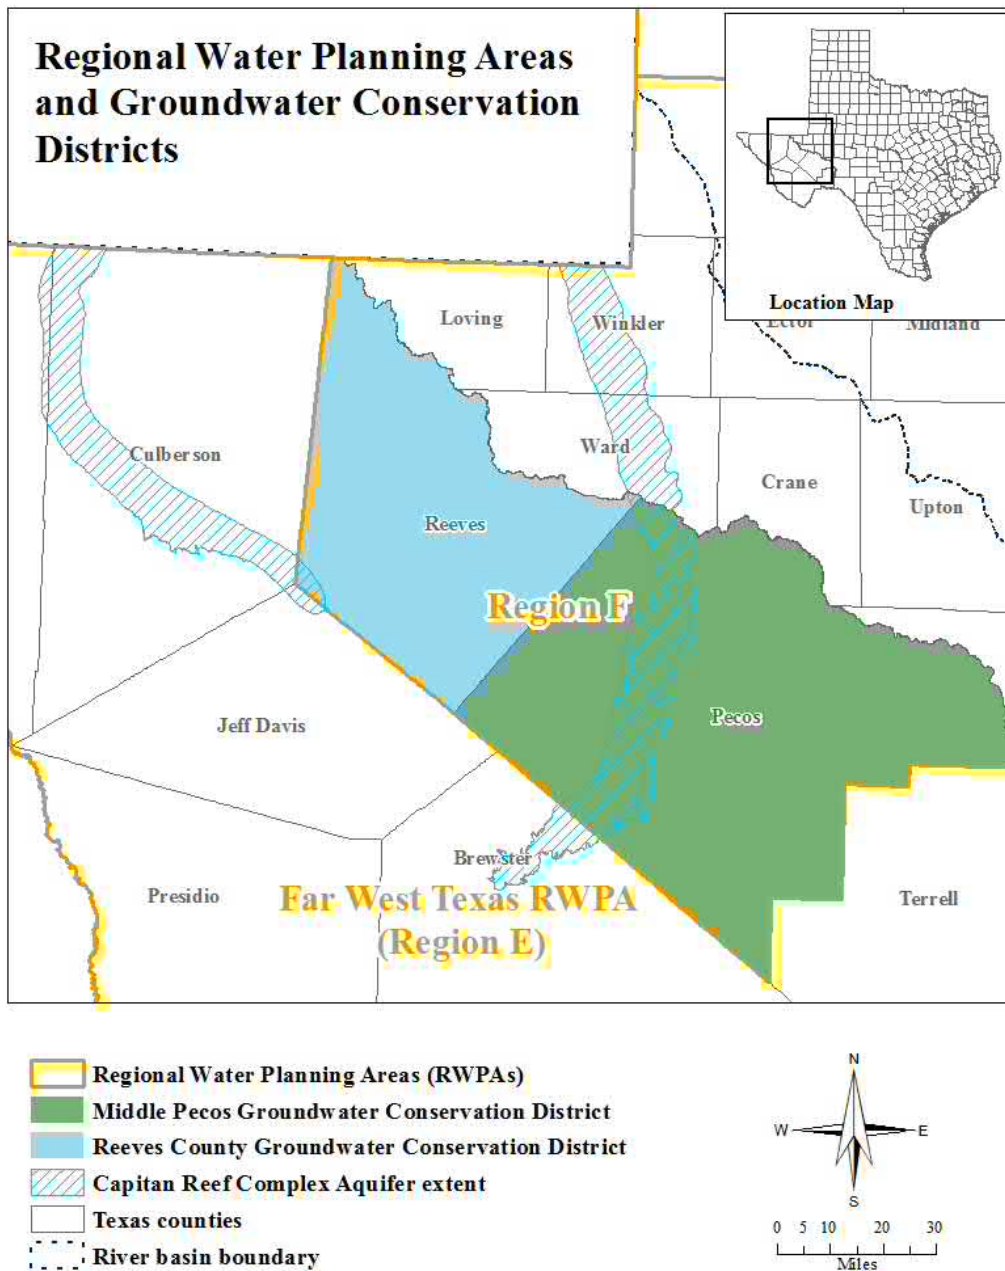 Regional Water Planning Areas
and Groundwater Conservation
Districts
Location Map
Loving
Winkler
Ector
Midland
Culberson
Ward
Crane
Upton
Reeves
Region F
Pecos
Jeff Davis
Brewster
Presidio
Far West Texas RWPA
(Region E)
Terrell
Regional Water Planning Areas (RWPAs)
Middle Pecos Groundwater Conservation District
Reeves County Groundwater Conservation District
Capitan Reef Complex Aquifer extent
Texas counties
River basin boundary
N
W E
S
0 5 10 20 30
Miles